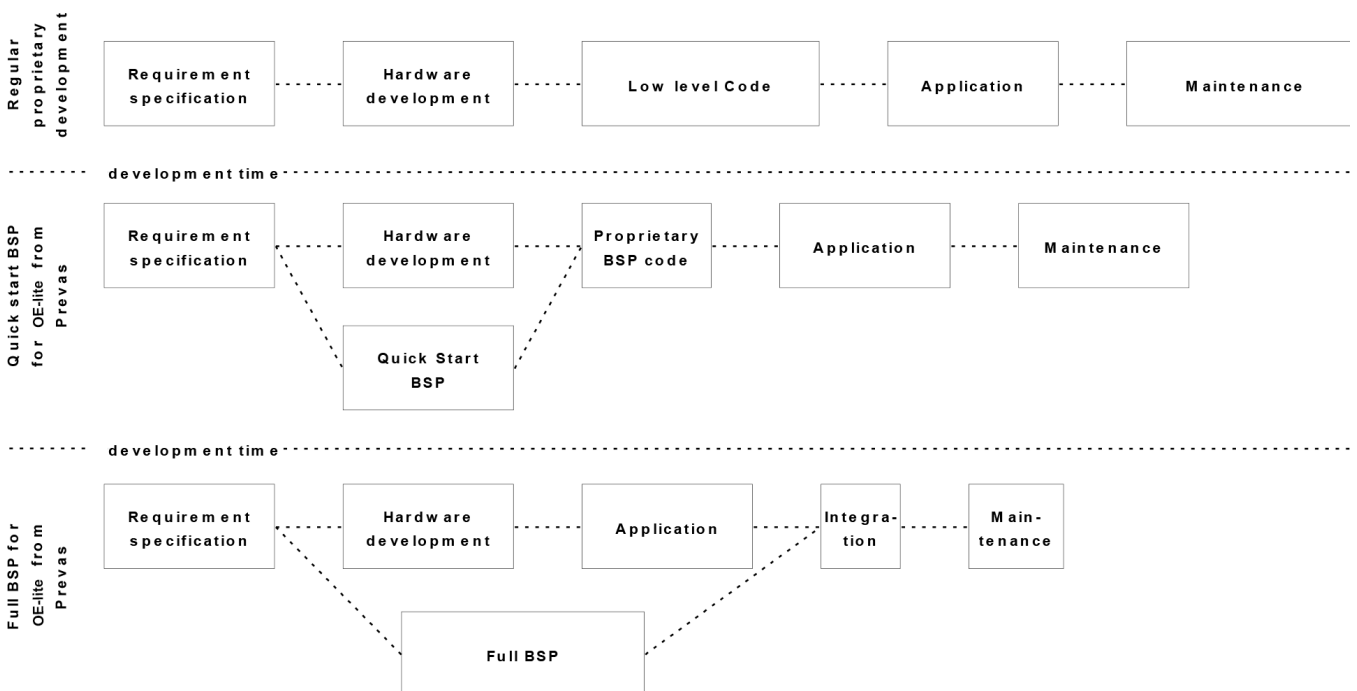 Regular
proprietary
development
Requirement
specification
Hardware
development
Low level Code
Application
Maintenance
development time
Quick start BSP
for OE-lite from
Prevas
Requirement
specification
Hardware
development
Proprietary
BSP code
Application
Maintenance
Quick Start
BSP
development time
Full BSP for
OE-lite from
Prevas
Requirement
specification
Hardware
development
Application
Integra-
tion
Main-
tenance
Full BSP